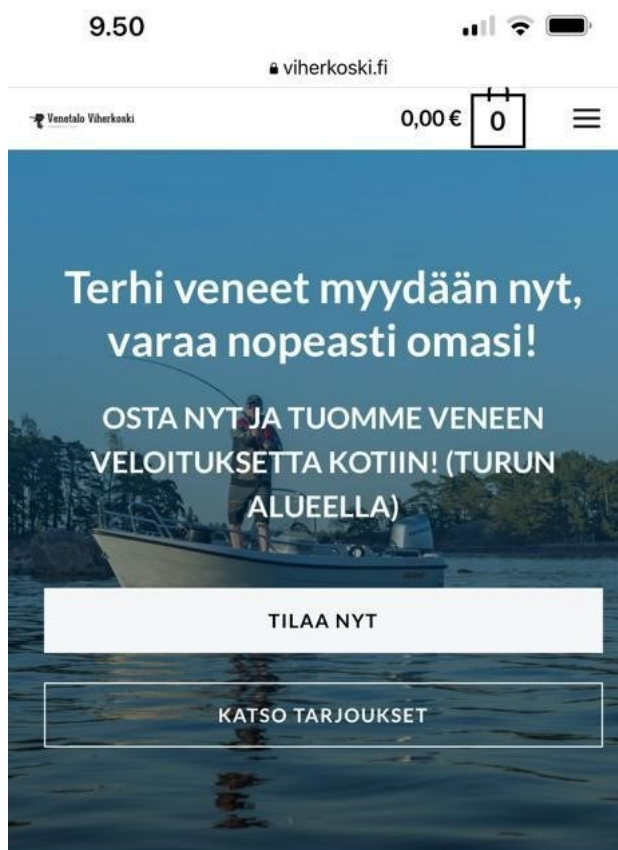 9.50
viherkoski.fi
Venetalo Viherkoski
0,00 €
0
Terhi veneet myydään nyt,
varaa nopeasti omasi!
OSTA NYT JA TUOMME VENEEN
VELOITUKSETTA KOTIIN! (TURUN
ALUEELLA)
TILAA NYT
KATSO TARJOUKSET